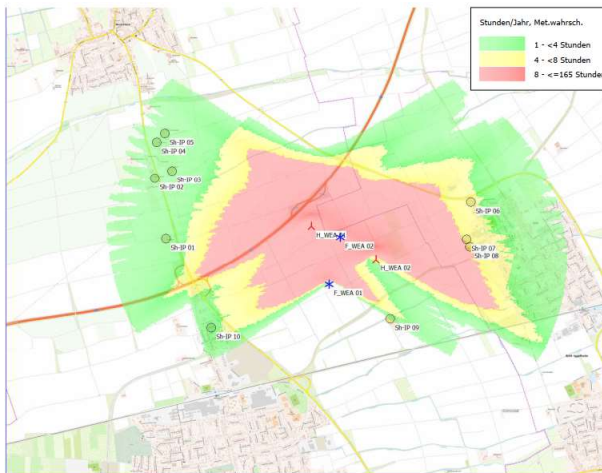 Stunden/Jahr, Met.wahrsch.
1 - <4 Stunden
4 - <8 Stunden
8 - <=165 Stunden
Sh-IP 05
Sh-IP 04
Sh-IP 03
Sh-IP 02
Sh-IP 06
H_WEA
Sh-IP 01
F_WEA 02
Sh-IP 07
Sh-IP 08
H_WEA 02
F_WEA 01
Sh-IP 09
Sh-IP 10